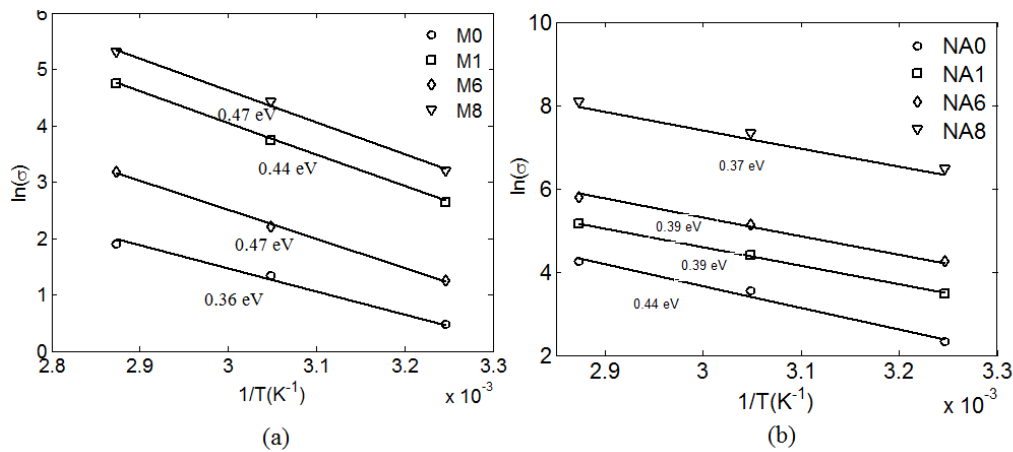 6
5
4
3
2
1
0
ln(σ)
M0
M1
M6
M8
0.47 eV
0.44 eV
0.47 eV
0.36 eV
2.8
2.9
3
3.1
3.2
3.3
1/T(K⁻¹)
x 10⁻³
(a)
10
8
6
4
2
ln(σ)
NA0
NA1
NA6
NA8
0.37 eV
0.39 eV
0.39 eV
0.44 eV
2.9
3
3.1
3.2
3.3
1/T(K⁻¹)
x 10⁻³
(b)